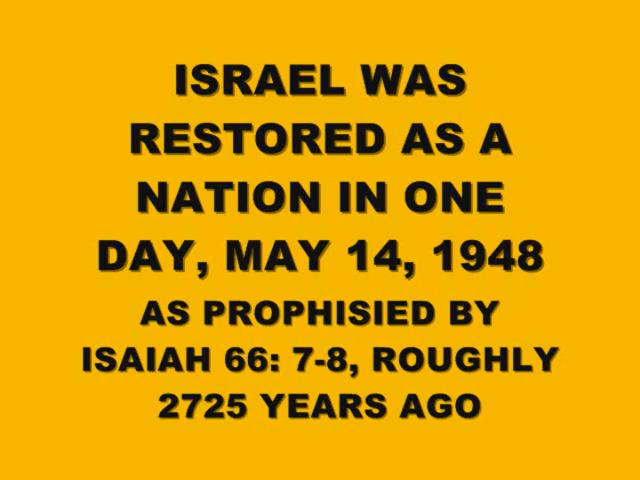 ISRAEL WAS
RESTORED AS A
NATION IN ONE
DAY, MAY 14, 1948
AS PROPHISIED BY
ISAIAH 66: 7-8, ROUGHLY
2725 YEARS AGO